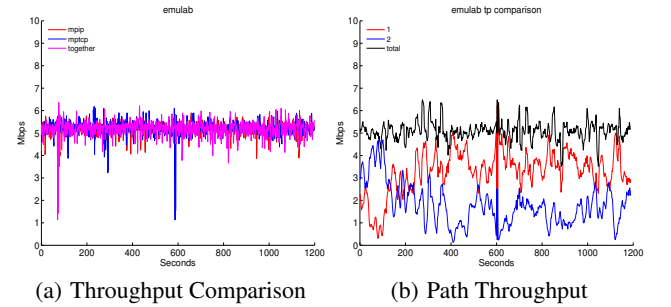 emulab
mpip
mptcp
together
10
9
8
7
6
5
4
3
2
1
0
Mbp\s
0 200 400 600 800 1000 1200
Seconds
(a) Throughput Comparison
emulab tp comparison
1
2
total
10
9
8
7
6
5
4
3
2
1
0
Mbp\s
0 200 400 600 800 1000 1200
Seconds
(b) Path Throughput